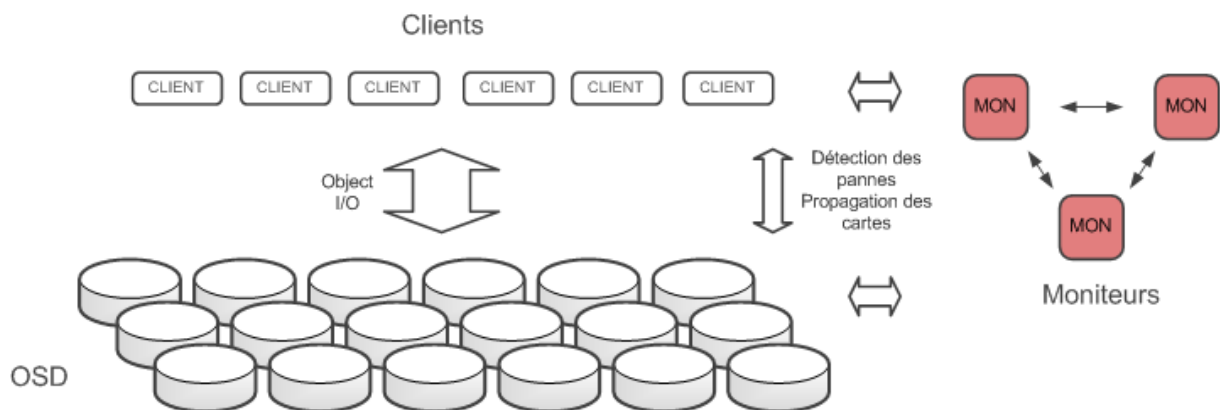 Clients
CLIENT CLIENT CLIENT CLIENT CLIENT CLIENT
MON MON
Object
I/O
Détection des
pannes
Propagation des
cartes
MON
Moniteurs
OSD